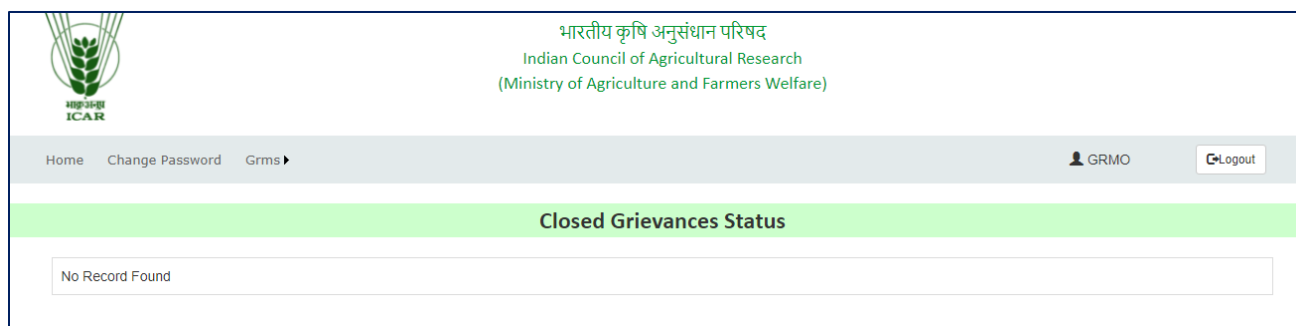 भारतीय कृषि अनुसंधान परिषद
Indian Council of Agricultural Research
(Ministry of Agriculture and Farmers Welfare)
भाकृअनुप
ICAR
Home Change Password Grms GRMO Logout
Closed Grievances Status
No Record Found